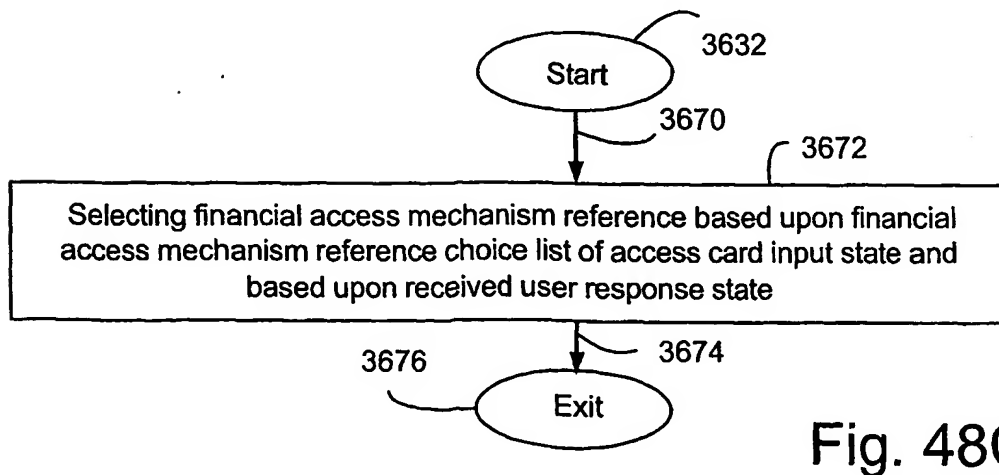 3632
Start
3670
3672
Selecting financial access mechanism reference based upon financial
access mechanism reference choice list of access card input state and
based upon received user response state
3674
3676
Exit
Fig.